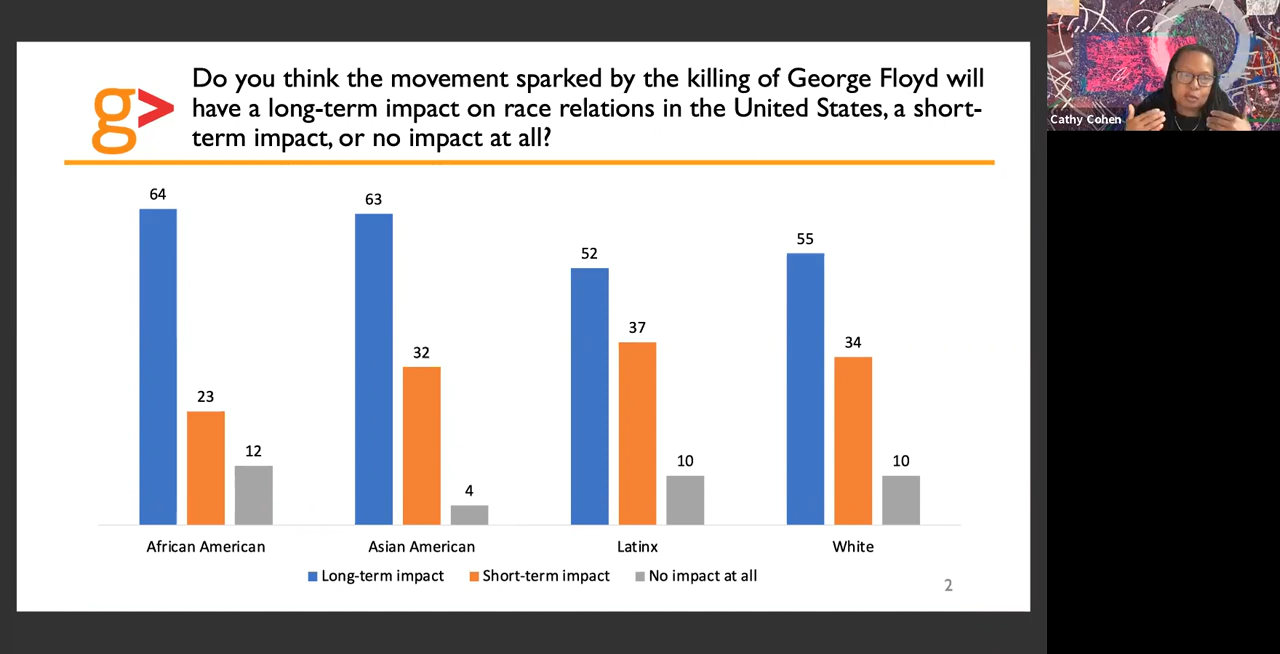 g>
Do you think the movement sparked by the killing of George Floyd will
have a long-term impact on race relations in the United States, a short-
term impact, or no impact at all?
Cathy Cohen
64
23
12
63
32
4
52
37
10
55
34
10
African American
Asian American
Latinx
White
Long-term impact
Short-term impact
No impact at all
2